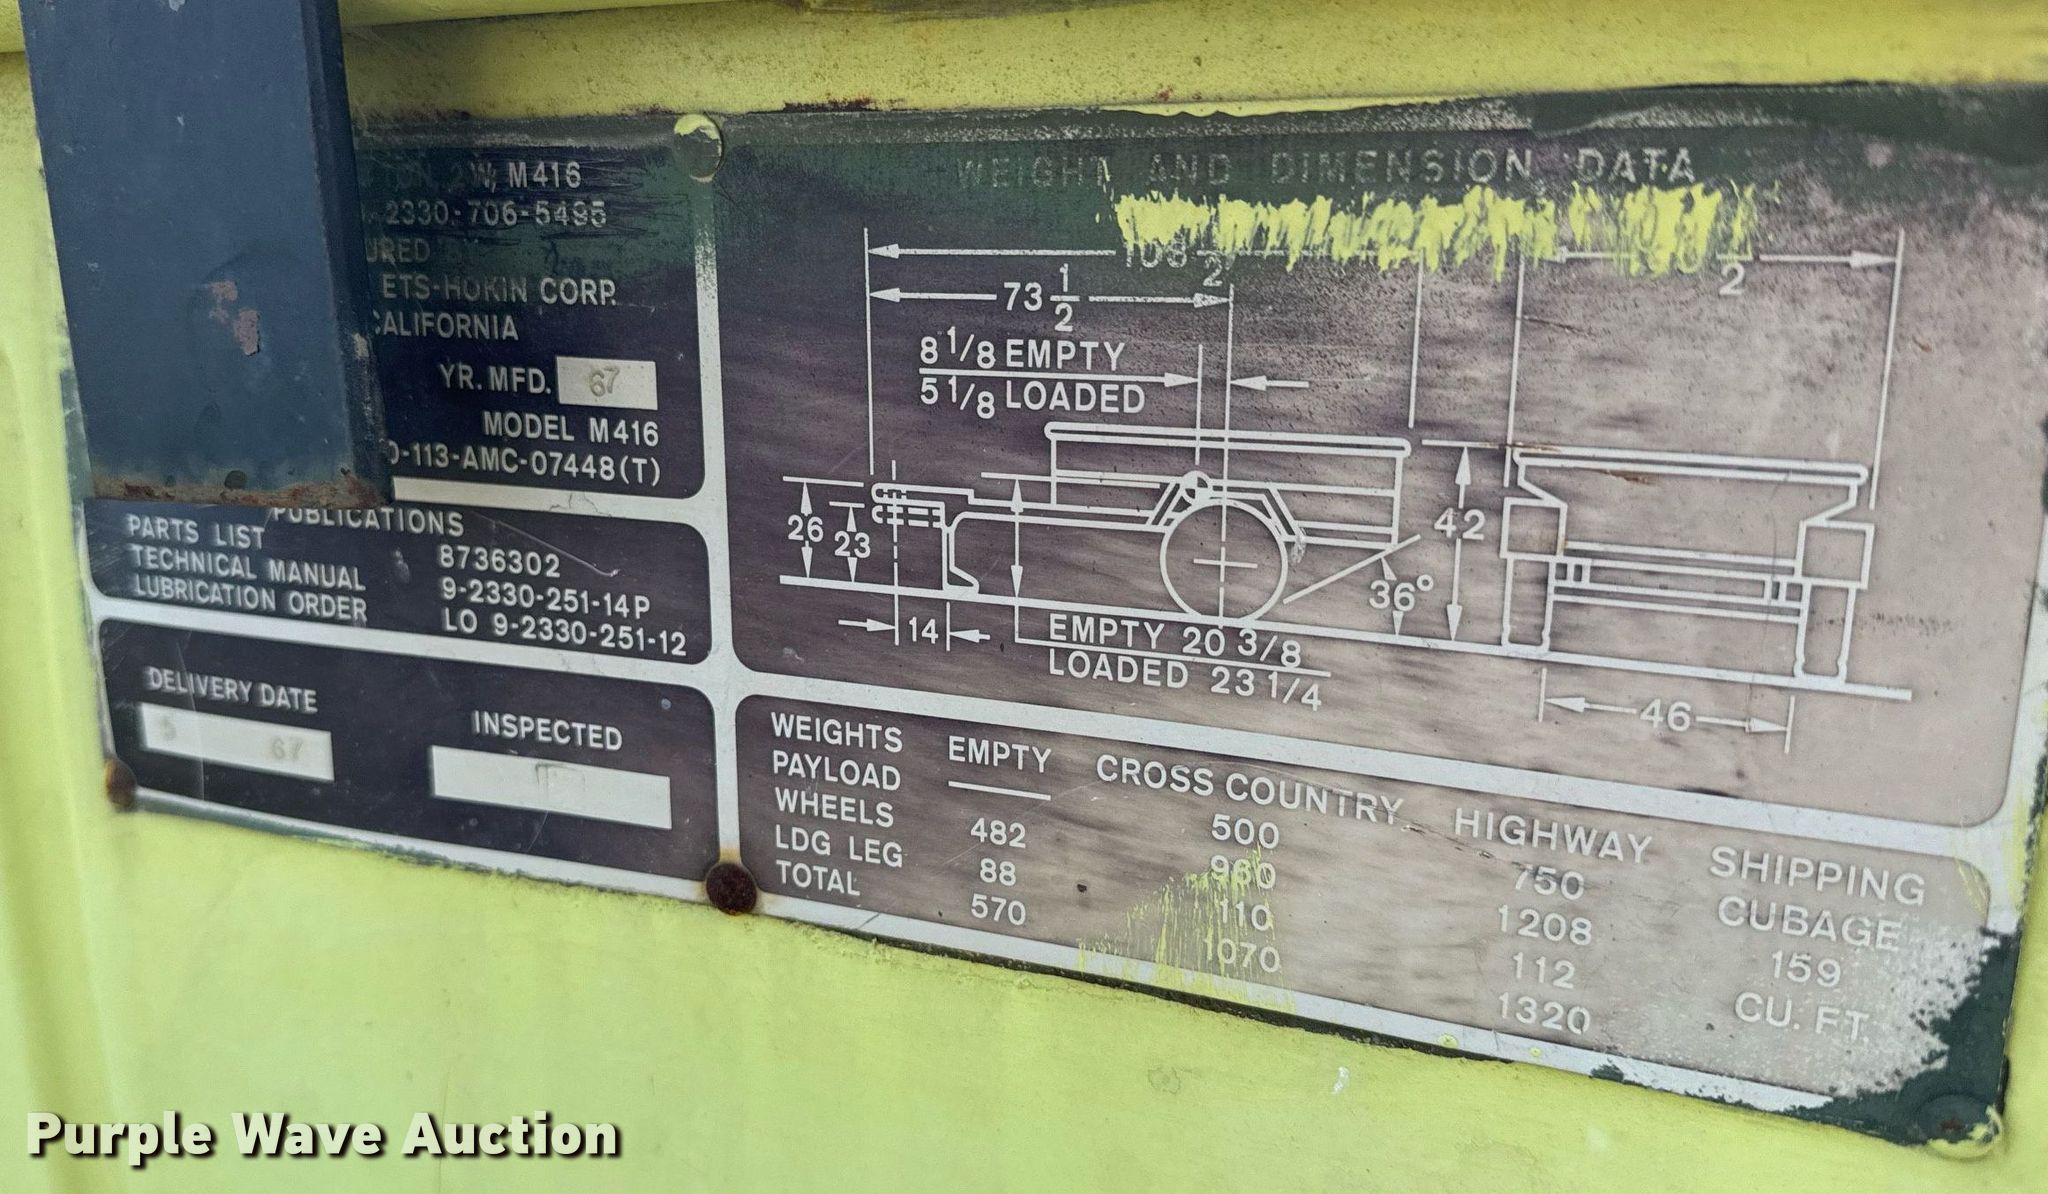 TON, 2W, M416
2330-706-5495
URED BY
ETS-HOKIN CORP.
CALIFORNIA
YR. MFD. 67
MODEL M416
0-113-AMC-07448(T)
PUBLICATIONS
PARTS LIST 8736302
TECHNICAL MANUAL 9-2330-251-14P
LUBRICATION ORDER LO 9-2330-251-12
DELIVERY DATE
5 67
INSPECTED
WEIGHT AND DIMENSION DATA
108 1/2
1/2
73 1/2
8 1/8 EMPTY
5 1/8 LOADED
26
23
42
36°
14
EMPTY 20 3/8
LOADED 23 1/4
46
WEIGHTS EMPTY CROSS COUNTRY HIGHWAY SHIPPING
PAYLOAD — 500 750 CUBAGE
WHEELS 482 960 1208 159
LDG LEG 88 110 112 CU. FT.
TOTAL 570 1070 1320
Purple Wave Auction